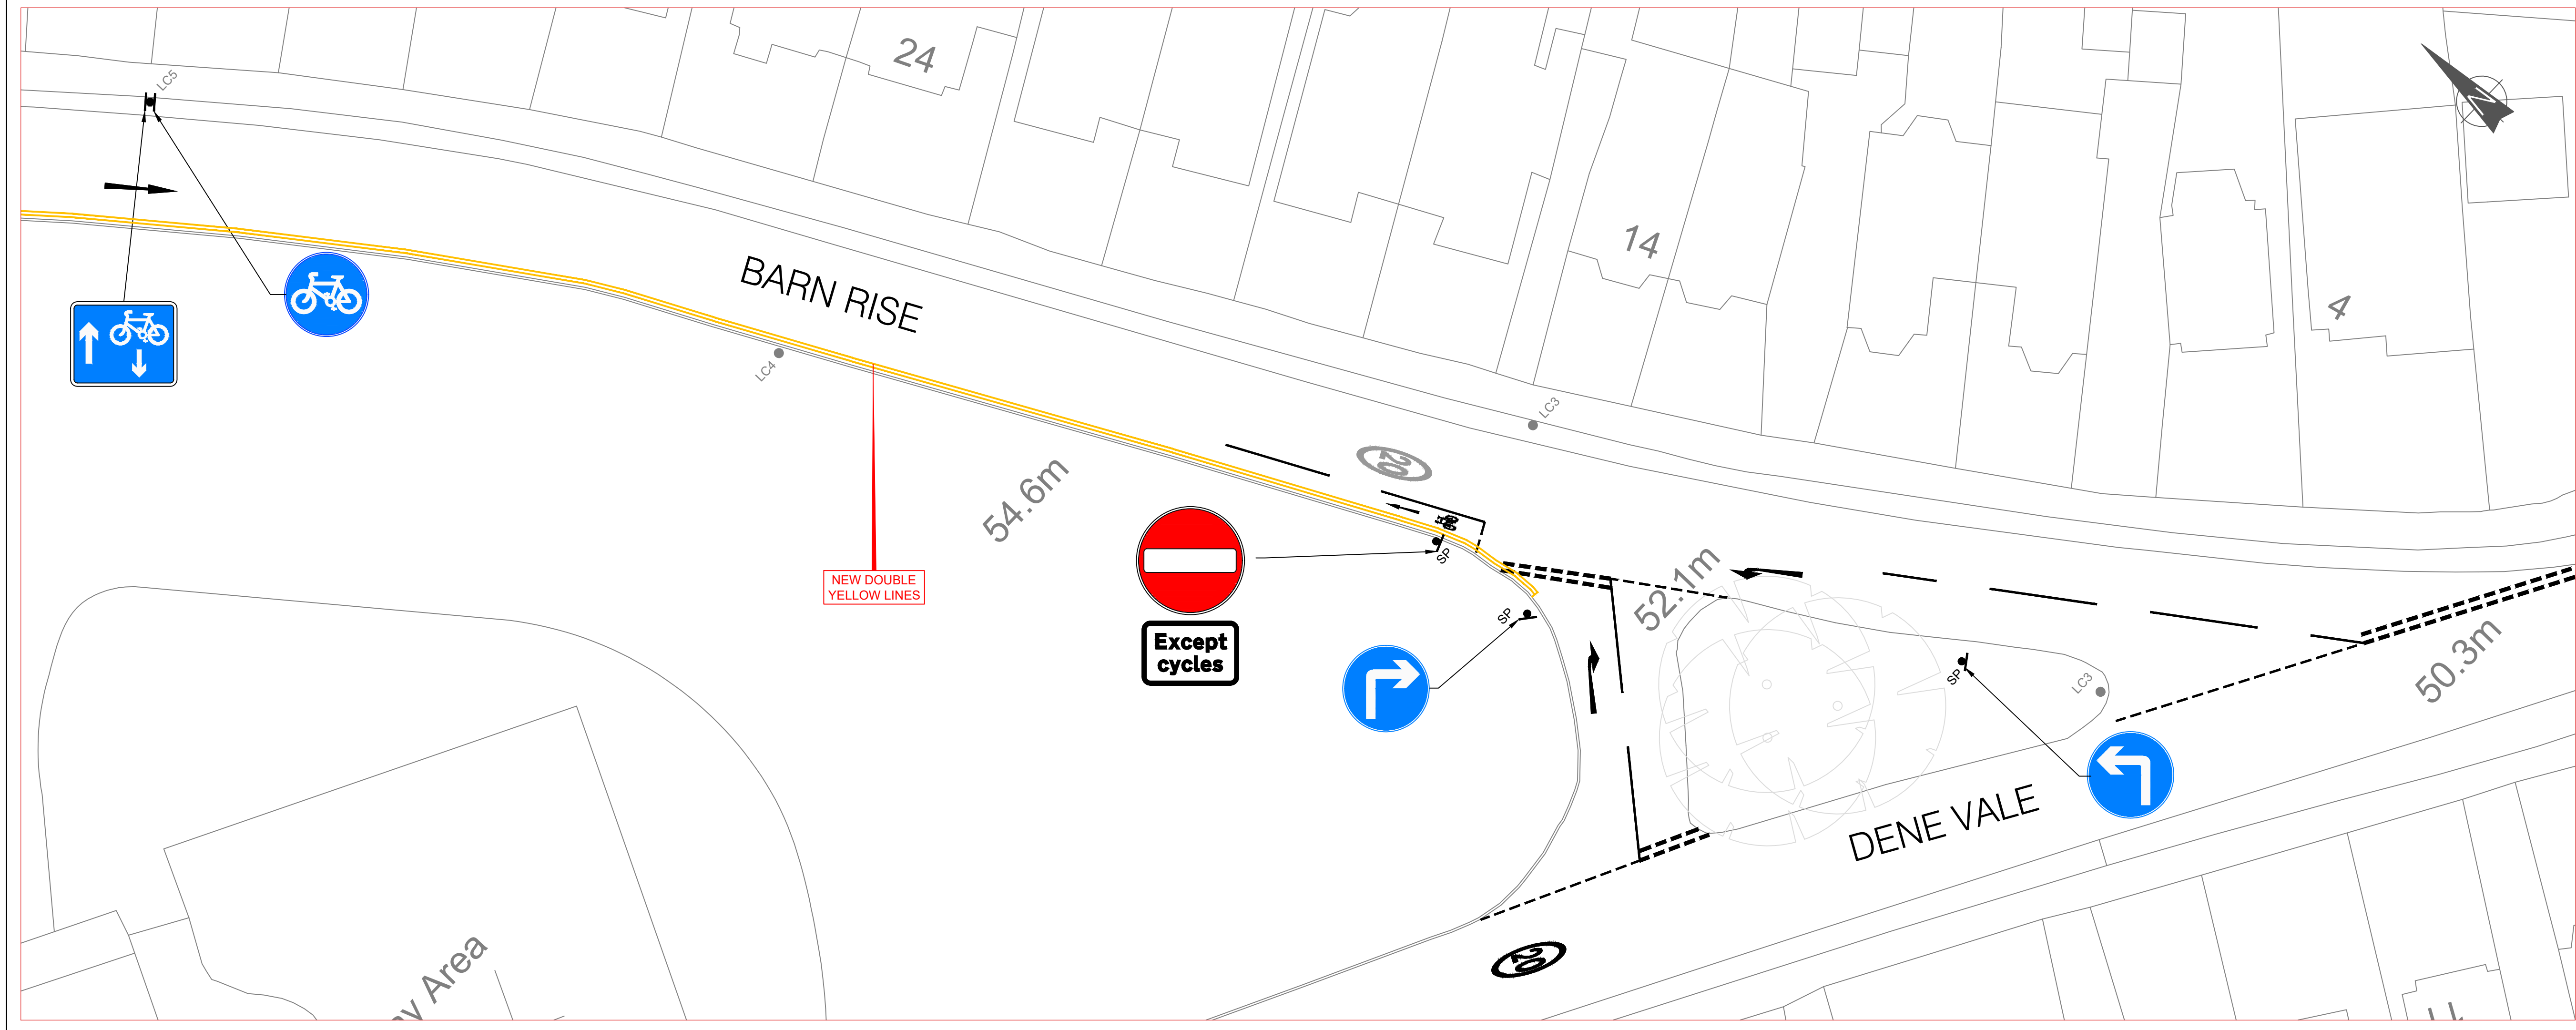 24
LC5
N
14
BARN RISE
4
LC4
LC3
20
54.6m
SP
52.1m
NEW DOUBLE
YELLOW LINES
SP
Except
cycles
SP
LC3
50.3m
DENE VALE
20
Area